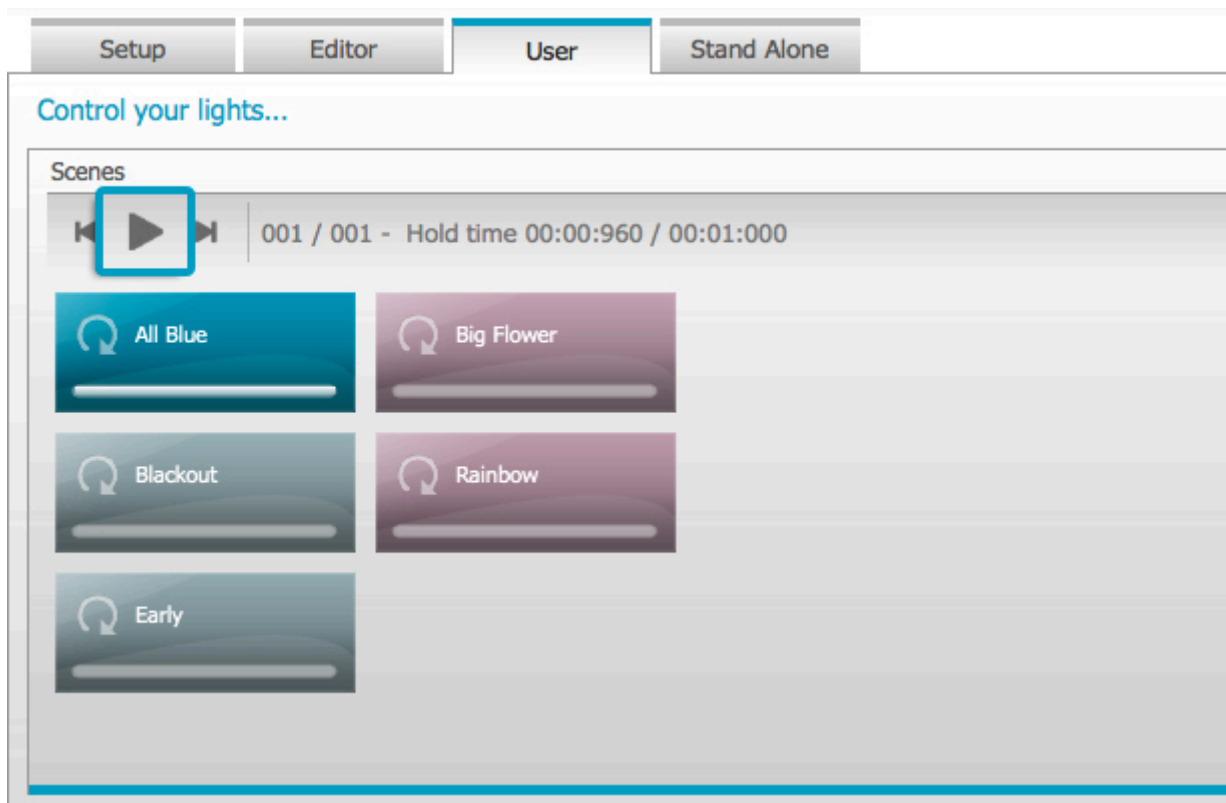 Setup Editor User Stand Alone
Control your lights...
Scenes
001 / 001 - Hold time 00:00:960 / 00:01:000
All Blue Big Flower
Blackout Rainbow
Early